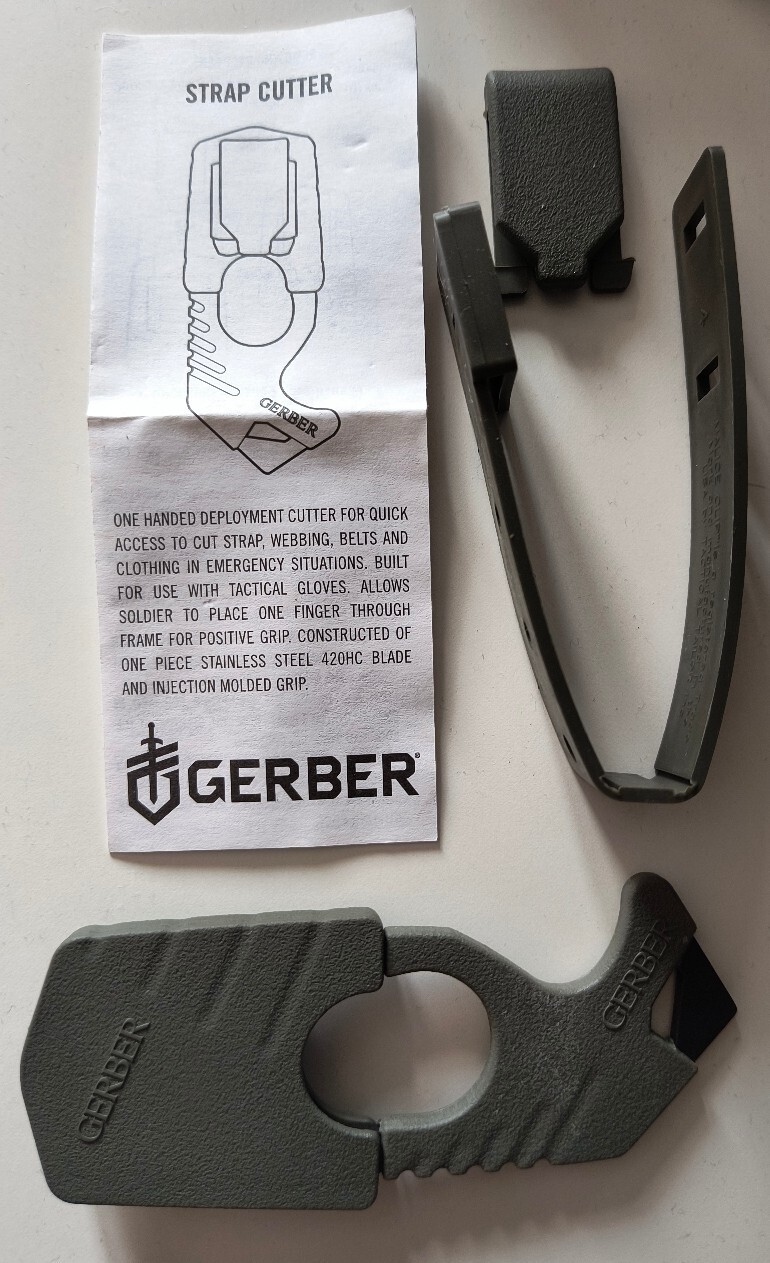 STRAP CUTTER
GERBER
ONE HANDED DEPLOYMENT CUTTER FOR QUICK
ACCESS TO CUT STRAP, WEBBING, BELTS AND
CLOTHING IN EMERGENCY SITUATIONS. BUILT
FOR USE WITH TACTICAL GLOVES. ALLOWS
SOLDIER TO PLACE ONE FINGER THROUGH
FRAME FOR POSITIVE GRIP. CONSTRUCTED OF
ONE PIECE STAINLESS STEEL 420HC BLADE
AND INJECTION MOLDED GRIP.
GERBER®
GERBER
GERBER